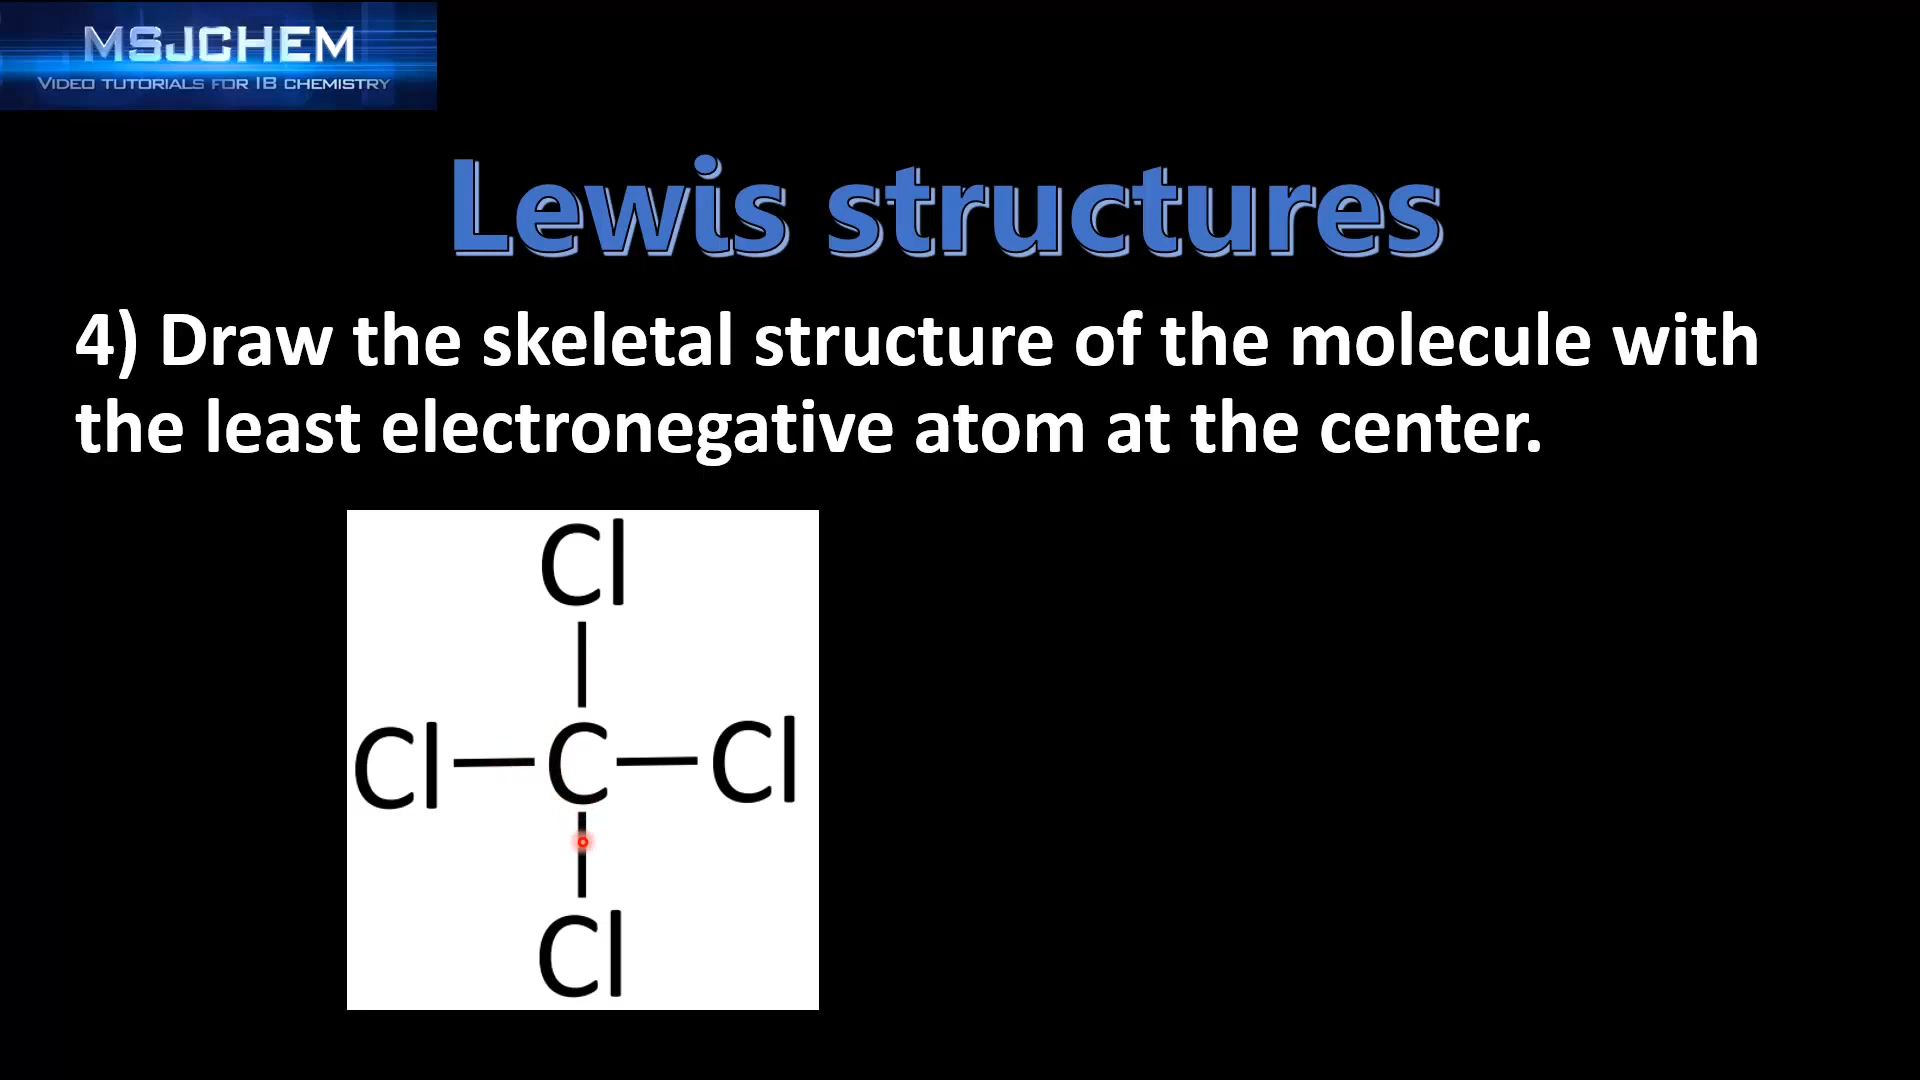 MSJCHEM
VIDEO TUTORIALS FOR IB CHEMISTRY
Lewis structures
4) Draw the skeletal structure of the molecule with
the least electronegative atom at the center.
Cl
Cl C Cl
Cl